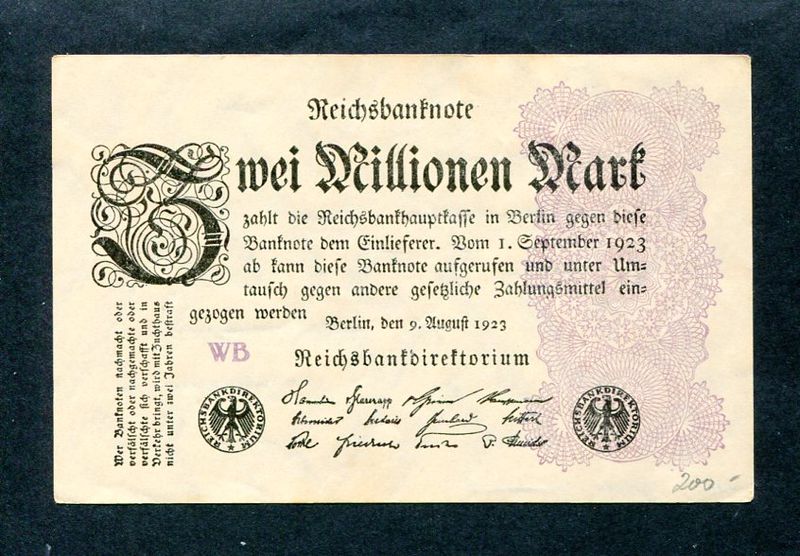 Reichsbanknote
Zwei Millionen Mark
zahlt die Reichsbankhauptkasse in Berlin gegen diese
Banknote dem Einlieferer. Vom 1. September 1923
ab kann diese Banknote aufgerufen und unter Um=
tausch gegen andere gesetzliche Zahlungsmittel ein=
gezogen werden
Berlin, den 9. August 1923
WB
Reichsbankdirektorium
Wer Banknoten nachmacht oder
verfälscht oder nachgemachte oder
verfälschte sich verschafft und in
Verkehr bringt, wird mit Zuchthaus
nicht unter zwei Jahren bestraft
REICHSBANKDIREKTORIUM
REICHSBANKDIREKTORIUM
Friedrich
200